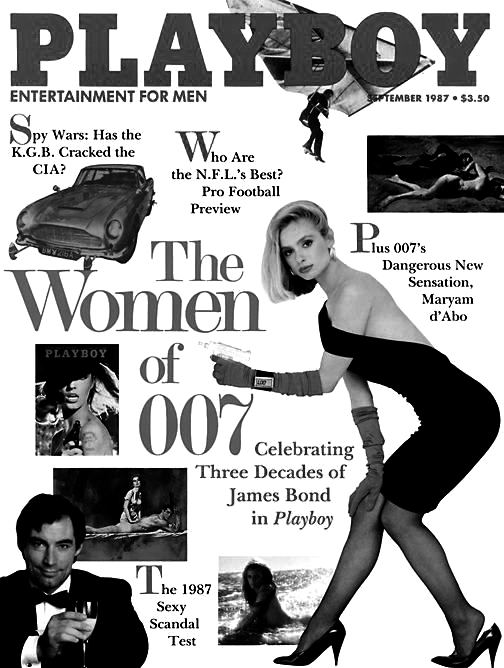 PLAYBOY
ENTERTAINMENT FOR MEN
SEPTEMBER 1987 • $3.50
Spy Wars: Has the
K.G.B. Cracked the
CIA?
Who Are
the N.F.L.'s Best?
Pro Football
Preview
Plus 007's
Dangerous New
Sensation,
Maryam
d'Abo
The
Women
of
007
PLAYBOY
Celebrating
Three Decades of
James Bond
in Playboy
The 1987
Sexy
Scandal
Test